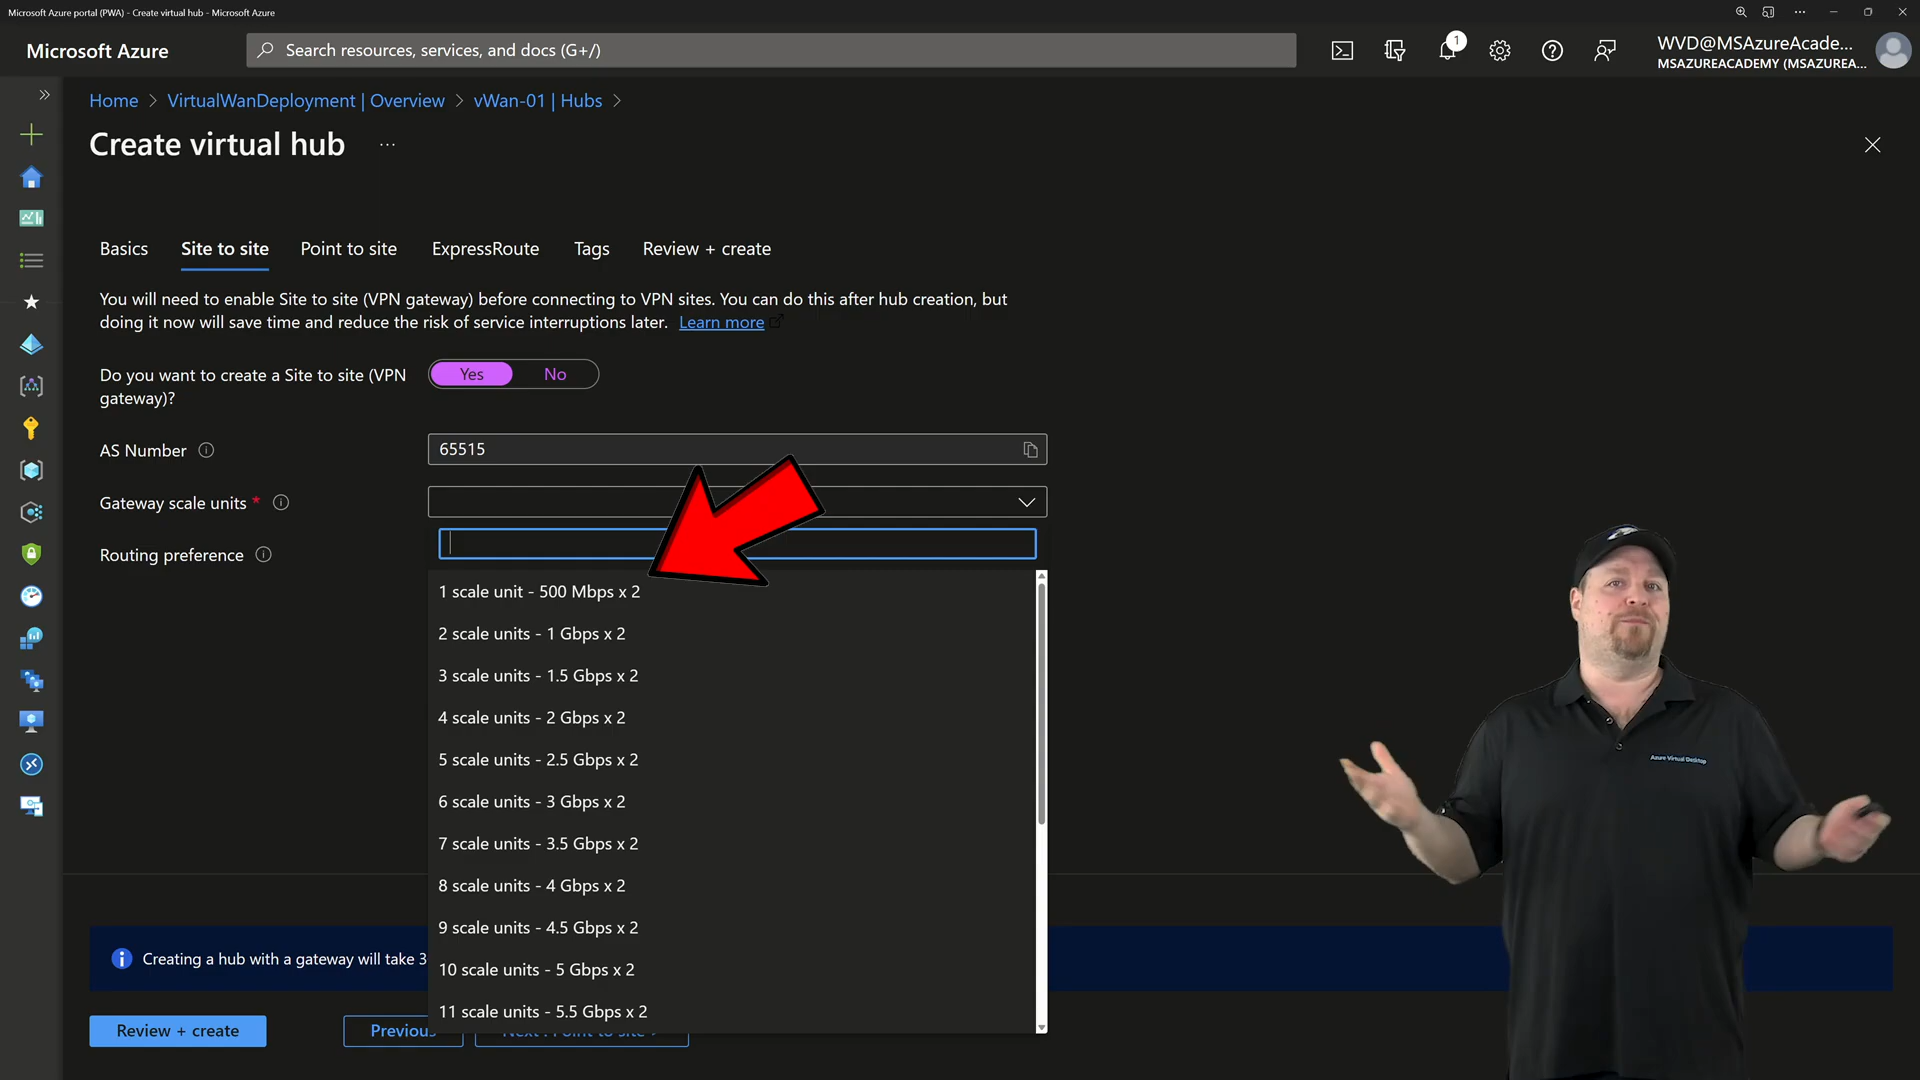 Microsoft Azure portal (PWA) - Create virtual hub - Microsoft Azure
Microsoft Azure
Search resources, services, and docs (G+/)
1
WVD@MSAzureAcade...
MSAZUREACADEMY (MSAZUREA...
Home > VirtualWanDeployment | Overview > vWan-01 | Hubs >
Create virtual hub ...
Basics Site to site Point to site ExpressRoute Tags Review + create
You will need to enable Site to site (VPN gateway) before connecting to VPN sites. You can do this after hub creation, but
doing it now will save time and reduce the risk of service interruptions later. Learn more
Do you want to create a Site to site (VPN
gateway)?
Yes No
AS Number
65515
Gateway scale units *
Routing preference
1 scale unit - 500 Mbps x 2
2 scale units - 1 Gbps x 2
3 scale units - 1.5 Gbps x 2
4 scale units - 2 Gbps x 2
5 scale units - 2.5 Gbps x 2
6 scale units - 3 Gbps x 2
7 scale units - 3.5 Gbps x 2
8 scale units - 4 Gbps x 2
9 scale units - 4.5 Gbps x 2
10 scale units - 5 Gbps x 2
11 scale units - 5.5 Gbps x 2
Azure Virtual Desktop
Creating a hub with a gateway will take 3
Review + create
Previous
Next : Point to site >